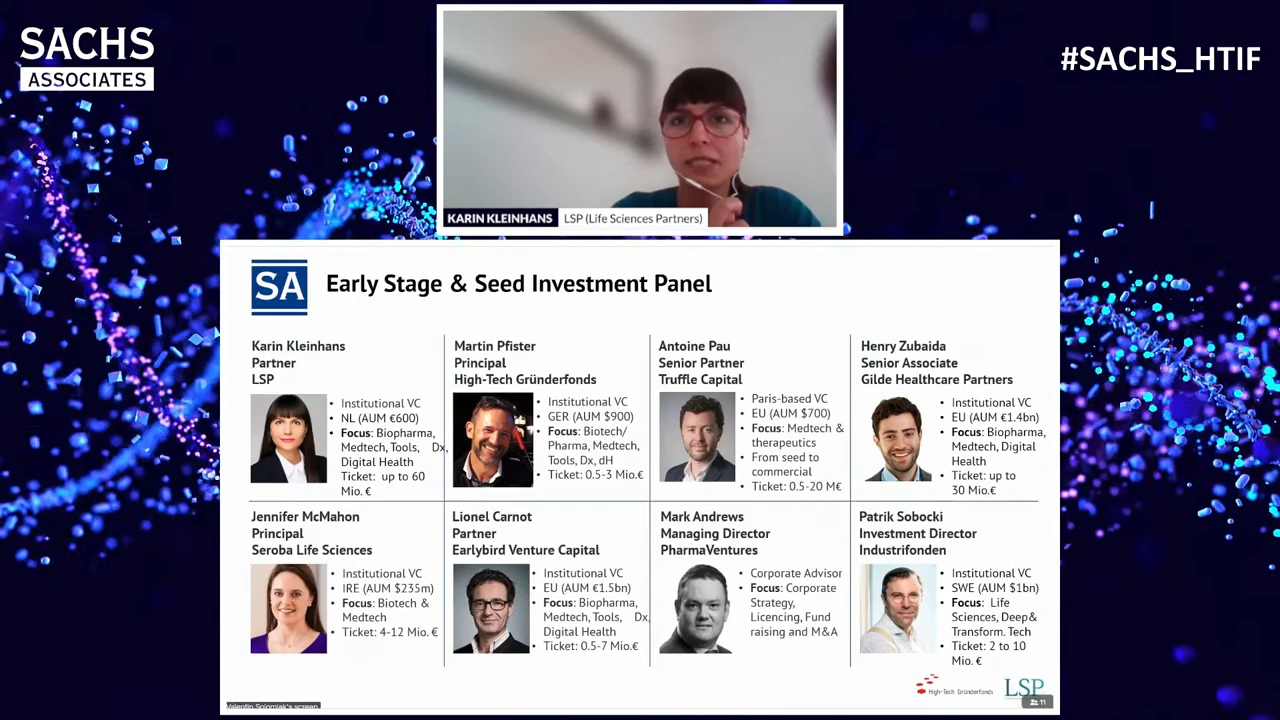 SACHS
ASSOCIATES
#SACHS_HTIF
KARIN KLEINHANS LSP (Life Sciences Partners)
SA
Early Stage & Seed Investment Panel
Karin Kleinhans
Partner
LSP
• Institutional VC
• NL (AUM €600)
• Focus: Biopharma,
Medtech, Tools, Dx,
Digital Health
Ticket: up to 60
Mio. €
Martin Pfister
Principal
High-Tech Gründerfonds
• Institutional VC
• GER (AUM $900)
• Focus: Biotech/
Pharma, Medtech,
Tools, Dx, dH
• Ticket: 0.5-3 Mio.€
Antoine Pau
Senior Partner
Truffle Capital
• Paris-based VC
• EU (AUM $700)
• Focus: Medtech &
therapeutics
• From seed to
commercial
• Ticket: 0.5-20 M€
Henry Zubaida
Senior Associate
Gilde Healthcare Partners
• Institutional VC
• EU (AUM €1.4bn)
• Focus: Biopharma,
Medtech, Digital
Health
• Ticket: up to
30 Mio.€
Jennifer McMahon
Principal
Seroba Life Sciences
• Institutional VC
• IRE (AUM $235m)
• Focus: Biotech &
Medtech
• Ticket: 4-12 Mio. €
Lionel Carnot
Partner
Earlybird Venture Capital
• Institutional VC
• EU (AUM €1.5bn)
• Focus: Biopharma,
Medtech, Tools, Dx,
Digital Health
• Ticket: 0.5-7 Mio.€
Mark Andrews
Managing Director
PharmaVentures
• Corporate Advisor
• Focus: Corporate
Strategy,
Licencing, Fund
raising and M&A
Patrik Sobocki
Investment Director
Industrifonden
• Institutional VC
• SWE (AUM $1bn)
• Focus: Life
Sciences, Deep&
Transform. Tech
• Ticket: 2 to 10
Mio. €
High-Tech Gründerfonds
LSP
Valentin Solomiak's screen
11